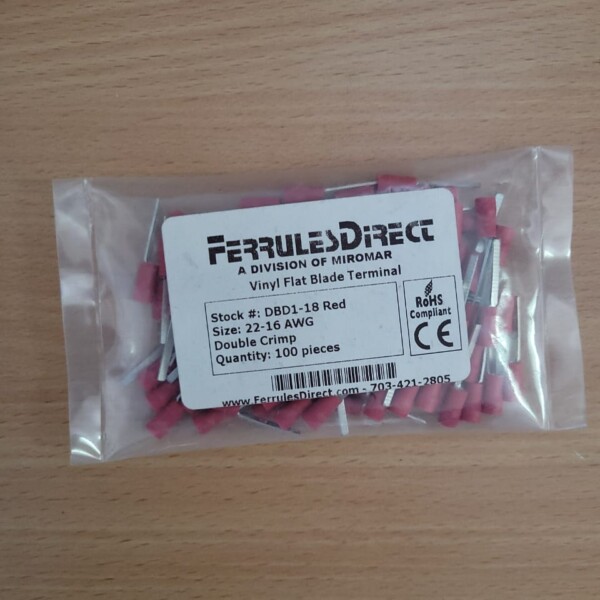 FERRULESDIRECT
A DIVISION OF MIROMAR
Vinyl Flat Blade Terminal
Stock #: DBD1-18 Red
Size: 22-16 AWG
Double Crimp
Quantity: 100 pieces
RoHS
Compliant
CE
www.FerrulesDirect.com - 703-421-2805